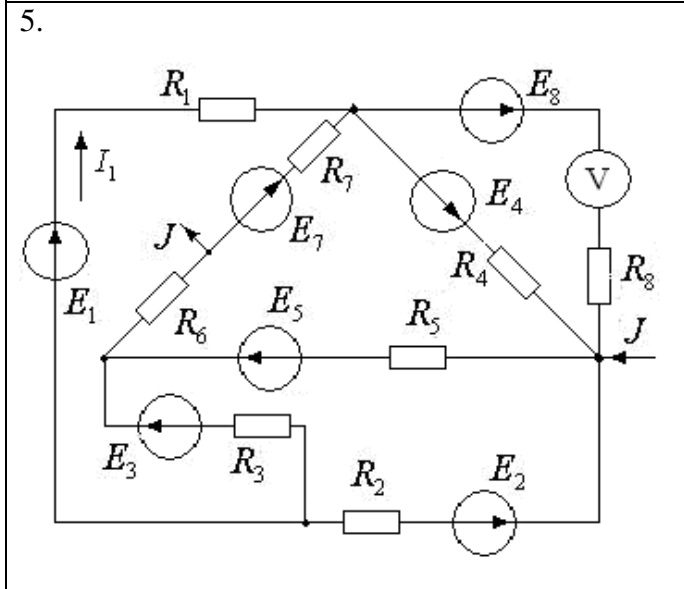 5.
R₁
E₈
I₁
R₇
V
E₄
J
E₇
E₁
R₆
R₄
R₈
E₅
R₅
J
E₃
R₃
R₂
E₂